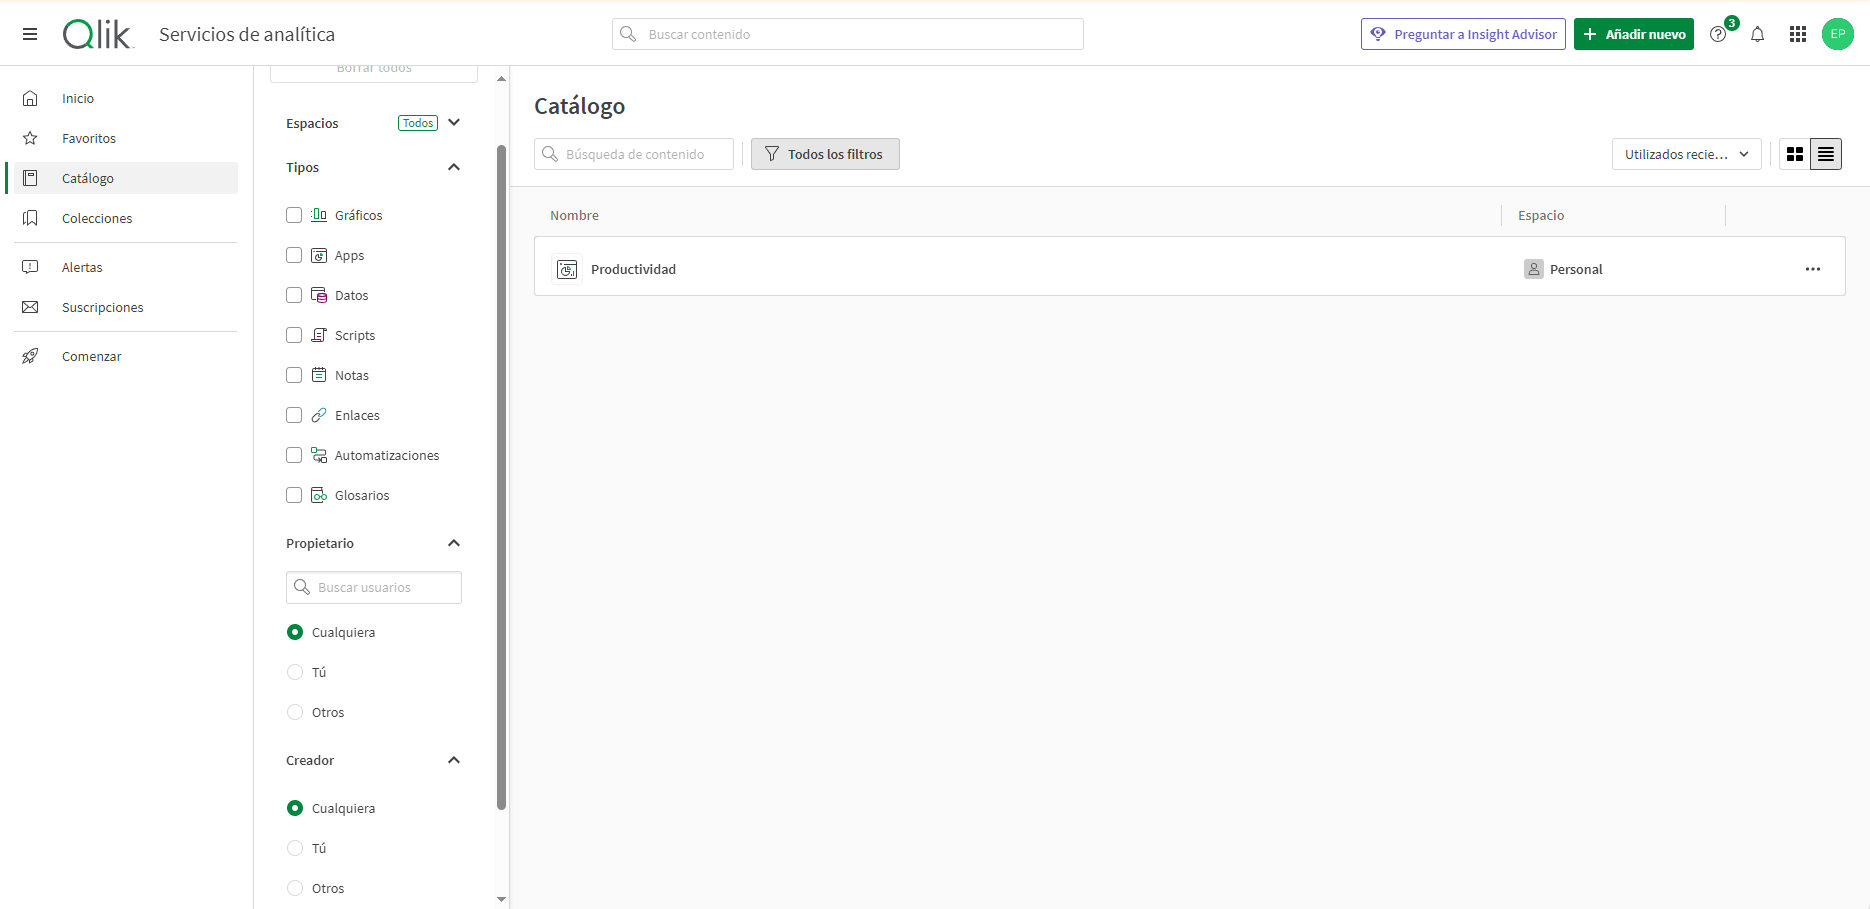 Qlik
Servicios de analítica
Buscar contenido
Preguntar a Insight Advisor
Añadir nuevo
3
EP
Inicio
Favoritos
Catálogo
Colecciones
Alertas
Suscripciones
Comenzar
Borrar todos
Espacios
Todos
Tipos
Gráficos
Apps
Datos
Scripts
Notas
Enlaces
Automatizaciones
Glosarios
Propietario
Buscar usuarios
Cualquiera
Tú
Otros
Creador
Cualquiera
Tú
Otros
Catálogo
Búsqueda de contenido
Todos los filtros
Utilizados recie...
Nombre
Espacio
Productividad
Personal